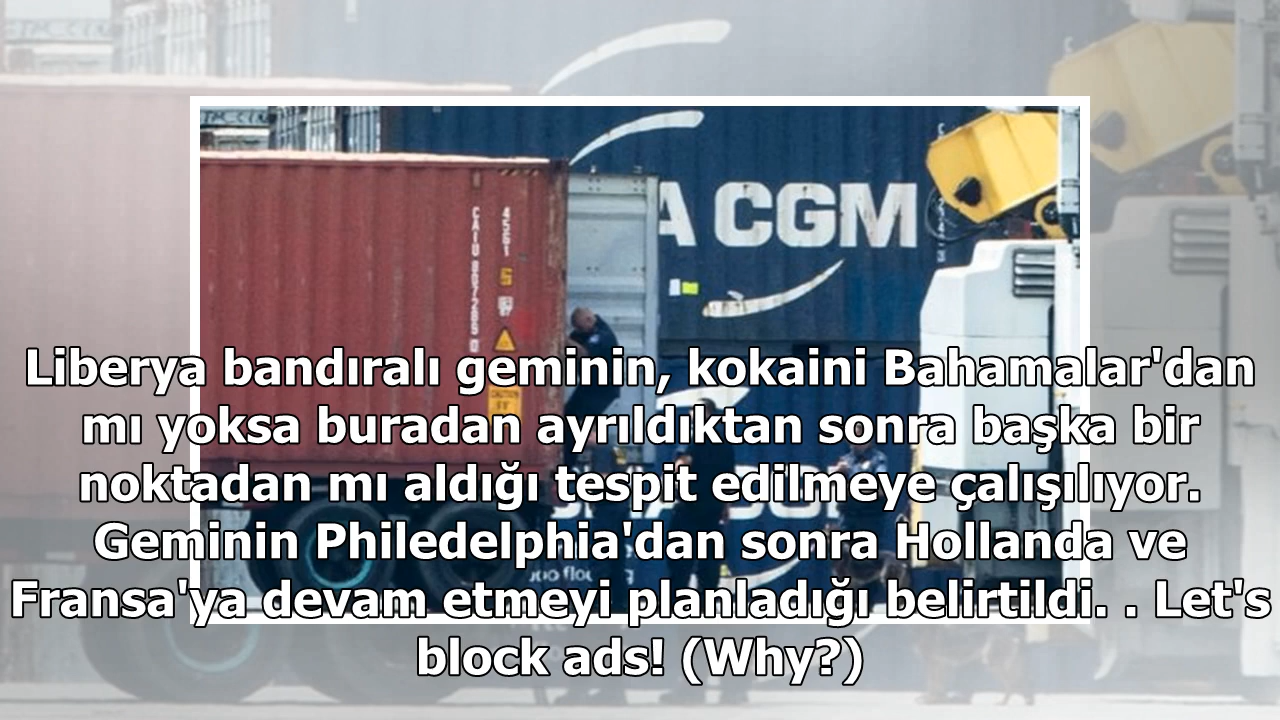 A CGM
Liberya bandıralı geminin, kokaini Bahamalar'dan
mı yoksa buradan ayrıldıktan sonra başka bir
noktadan mı aldığı tespit edilmeye çalışılıyor.
Geminin Philedelphia'dan sonra Hollanda ve
Fransa'ya devam etmeyi planladığı belirtildi. . Let's
block ads! (Why?)